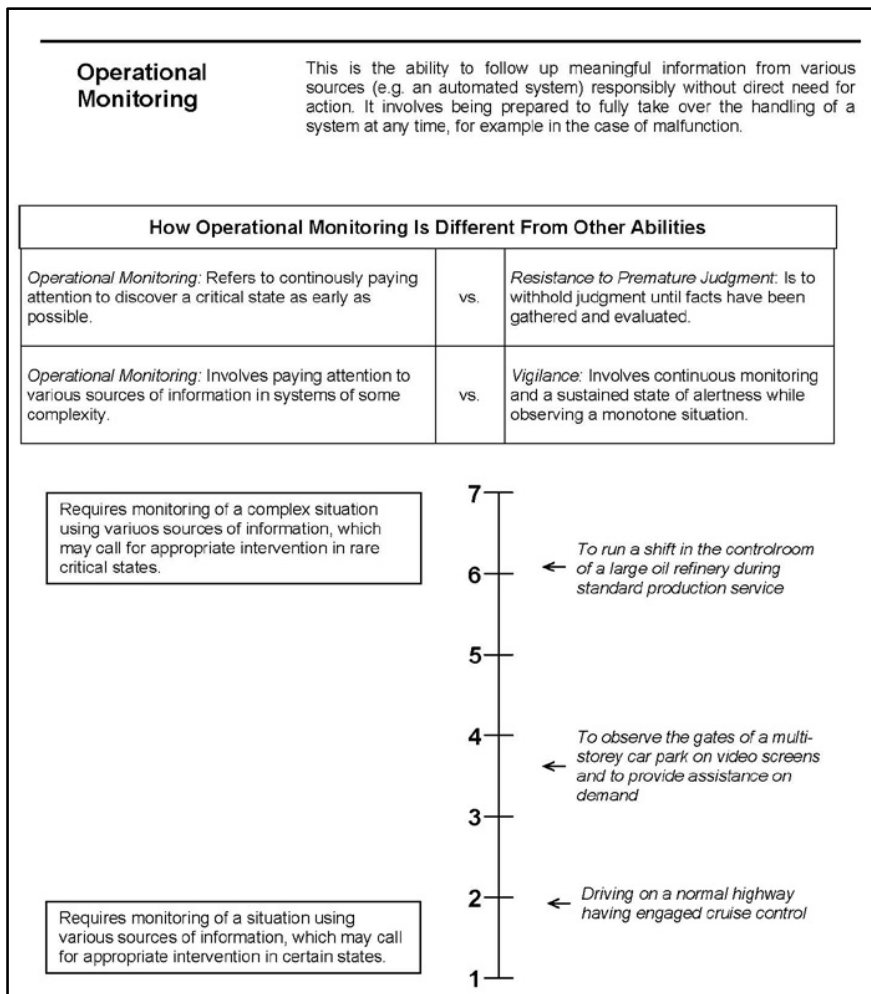 Operational
Monitoring
This is the ability to follow up meaningful information from various
sources (e.g. an automated system) responsibly without direct need for
action. It involves being prepared to fully take over the handling of a
system at any time, for example in the case of malfunction.
How Operational Monitoring Is Different From Other Abilities
Operational Monitoring: Refers to continously paying
attention to discover a critical state as early as
possible.
vs.
Resistance to Premature Judgment: Is to
withhold judgment until facts have been
gathered and evaluated.
Operational Monitoring: Involves paying attention to
various sources of information in systems of some
complexity.
vs.
Vigilance: Involves continuous monitoring
and a sustained state of alertness while
observing a monotone situation.
Requires monitoring of a complex situation
using variuos sources of information, which
may call for appropriate intervention in rare
critical states.
7
6
To run a shift in the controlroom
of a large oil refinery during
standard production service
5
4
To observe the gates of a multi-
storey car park on video screens
and to provide assistance on
demand
3
2
Driving on a normal highway
having engaged cruise control
Requires monitoring of a situation using
various sources of information, which may call
for appropriate intervention in certain states.
1